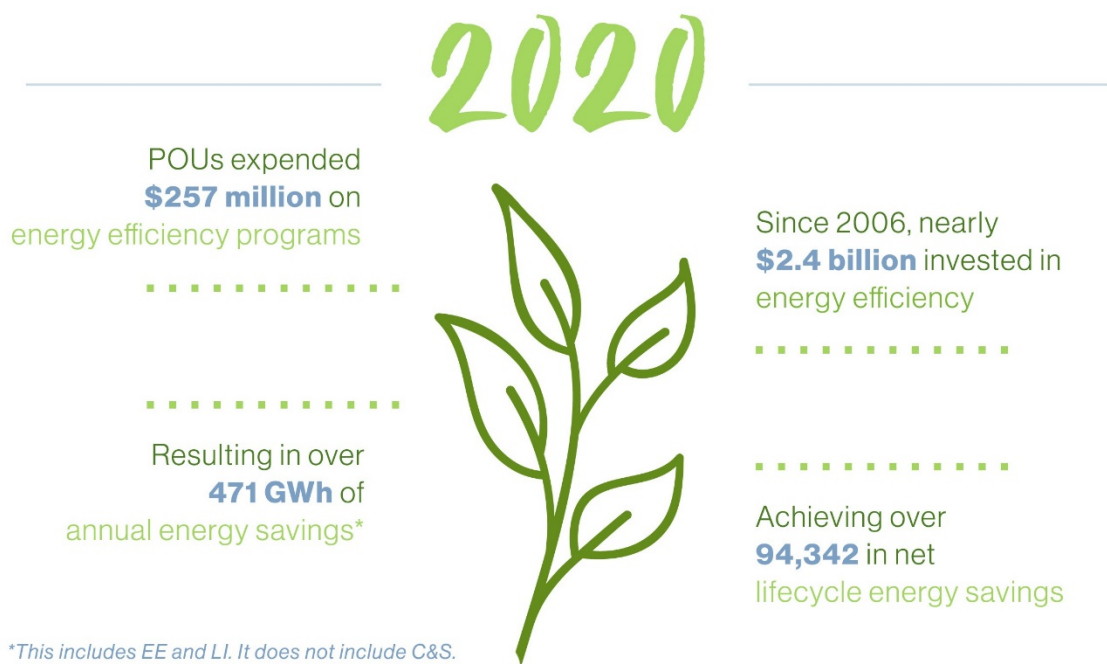 2020
POUs expended
$257 million on
energy efficiency programs
Resulting in over
471 GWh of
annual energy savings*
Since 2006, nearly
$2.4 billion invested in
energy efficiency
Achieving over
94,342 in net
lifecycle energy savings
*This includes EE and LI. It does not include C&S.